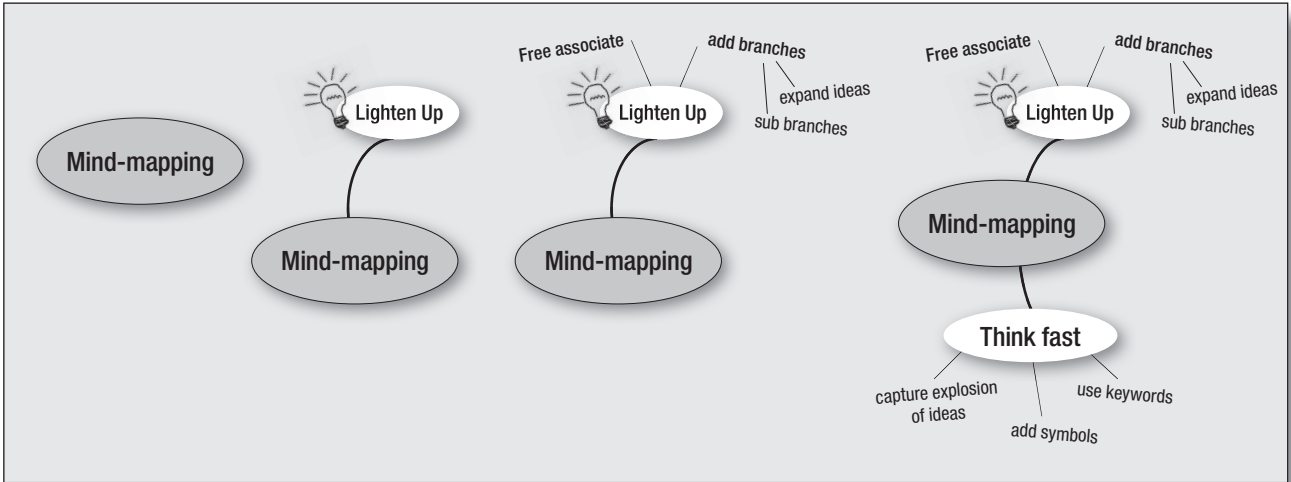 Mind-mapping
Lighten Up
Mind-mapping
Free associate
add branches
expand ideas
sub branches
Lighten Up
Mind-mapping
Free associate
add branches
expand ideas
sub branches
Lighten Up
Mind-mapping
Think fast
capture explosion
of ideas
add symbols
use keywords